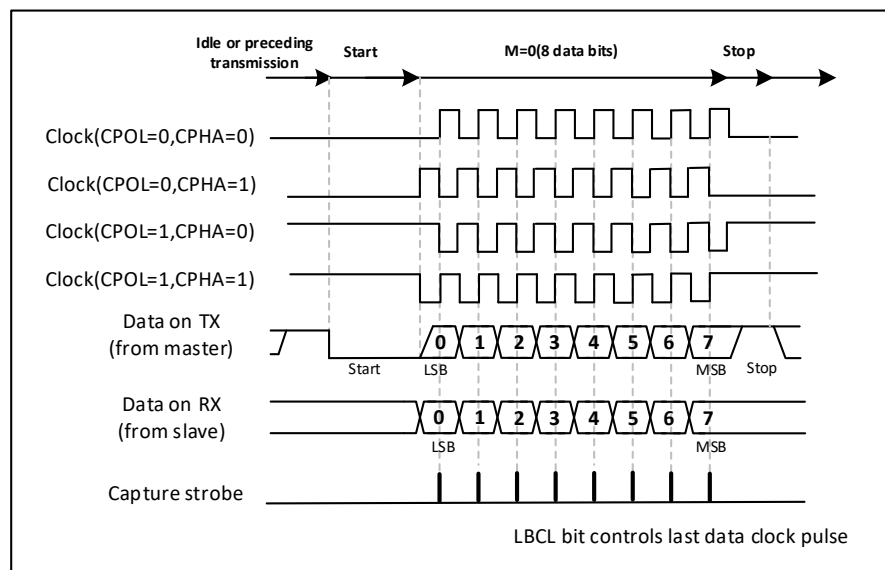 Idle or preceding
transmission
Start
M=0(8 data bits)
Stop
Clock(CPOL=0,CPHA=0)
Clock(CPOL=0,CPHA=1)
Clock(CPOL=1,CPHA=0)
Clock(CPOL=1,CPHA=1)
Data on TX
(from master)
0 1 2 3 4 5 6 7
Start
LSB
MSB
Stop
Data on RX
(from slave)
0 1 2 3 4 5 6 7
LSB
MSB
Capture strobe
LBCL bit controls last data clock pulse